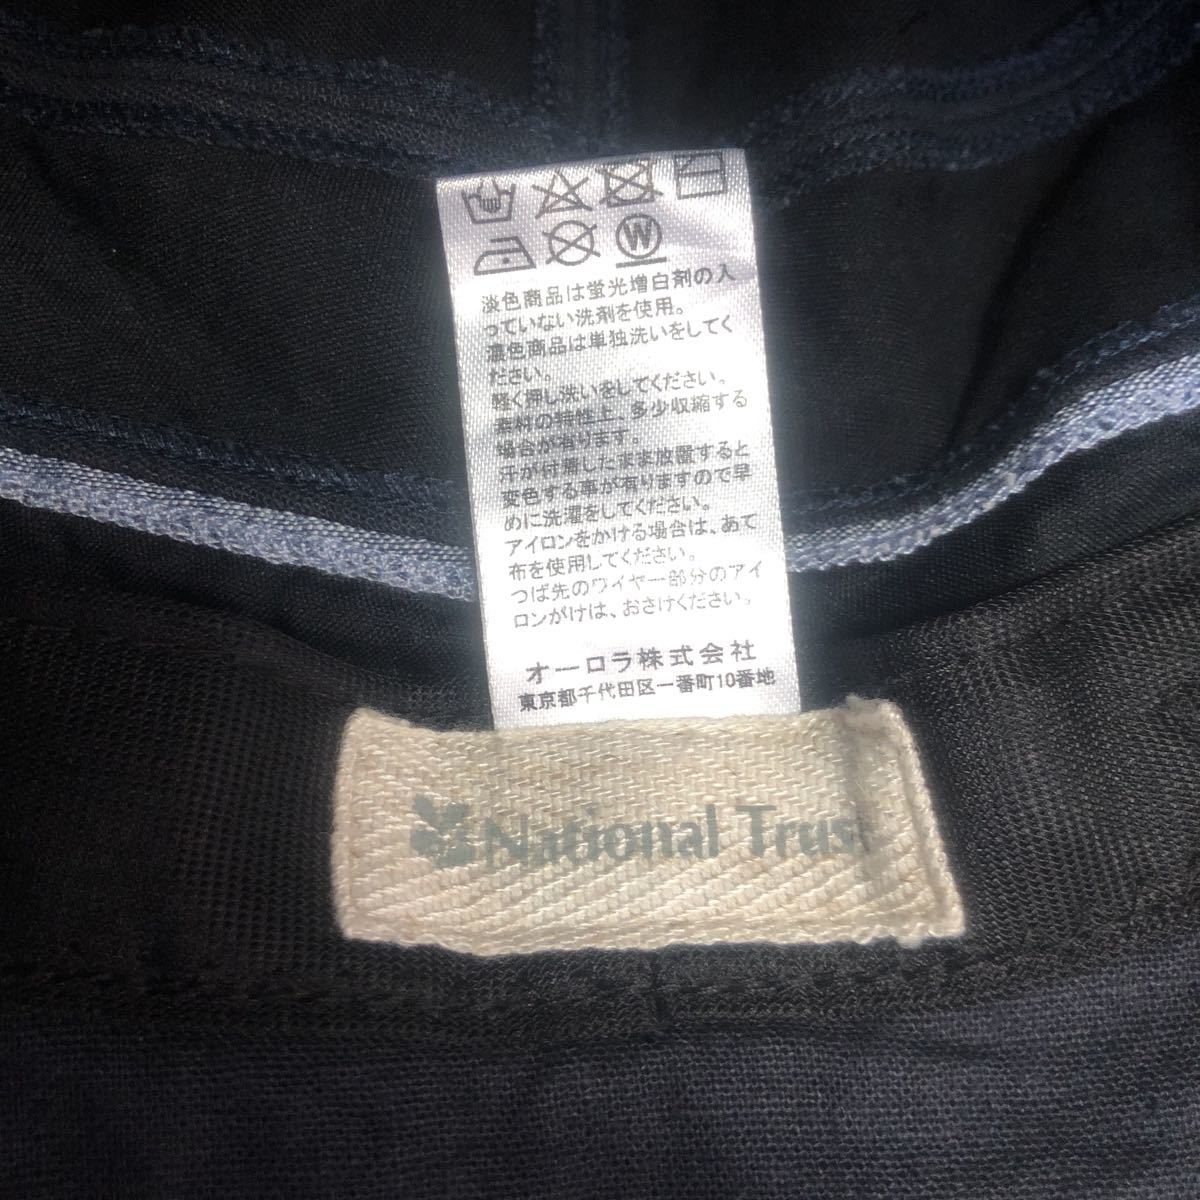 W
淡色商品は蛍光増白剤の入
っていない洗剤を使用。
濃色商品は単独洗いをしてく
ださい。
軽く押し洗いをしてください。
素材の特性上、多少収縮する
場合が有ります。
汗が付着したまま放置すると
変色する事が有りますので早
めに洗濯をしてください。
アイロンをかける場合は、あて
布を使用してください。
つば先のワイヤー部分のアイ
ロンがけは、おさけください。
オーロラ株式会社
東京都千代田区一番町10番地
National Trust